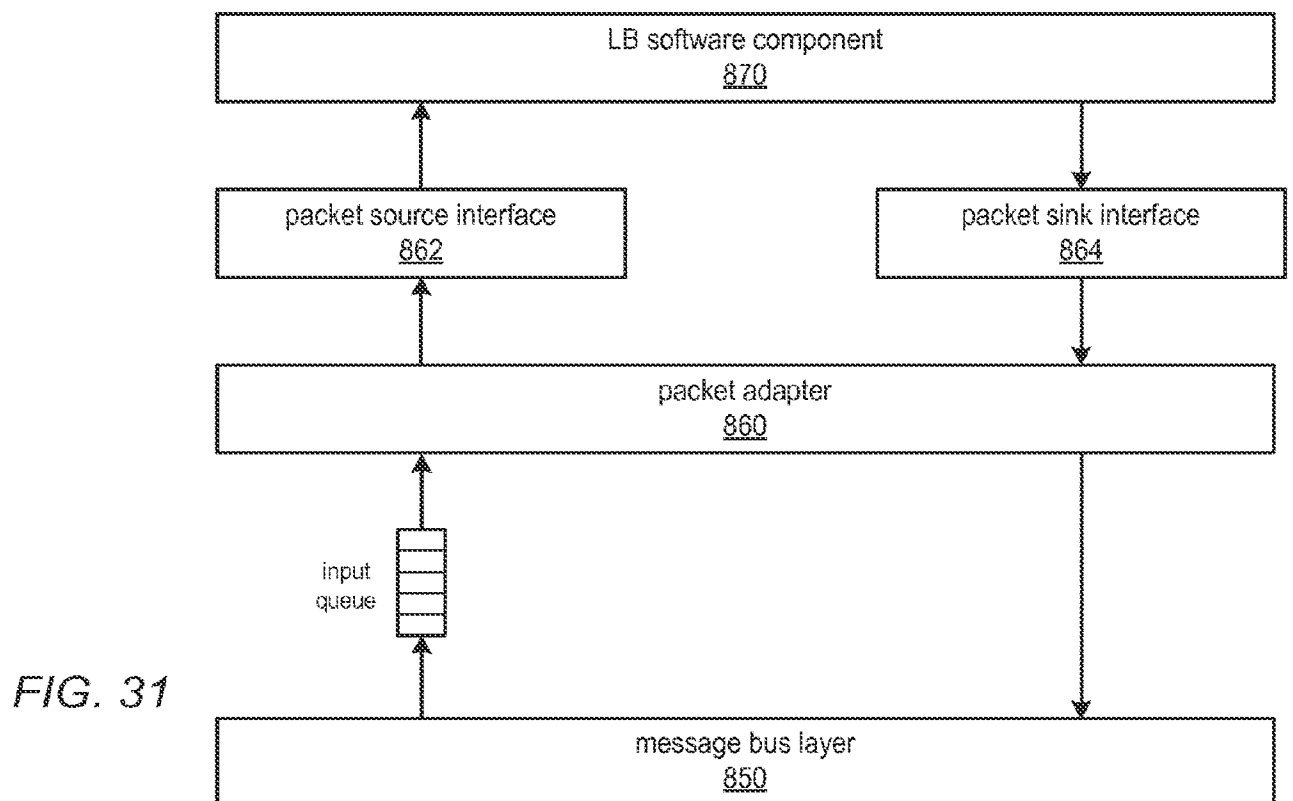 LB software component
870
packet source interface
862
packet sink interface
864
packet adapter
860
input
queue
FIG. 31
message bus layer
850